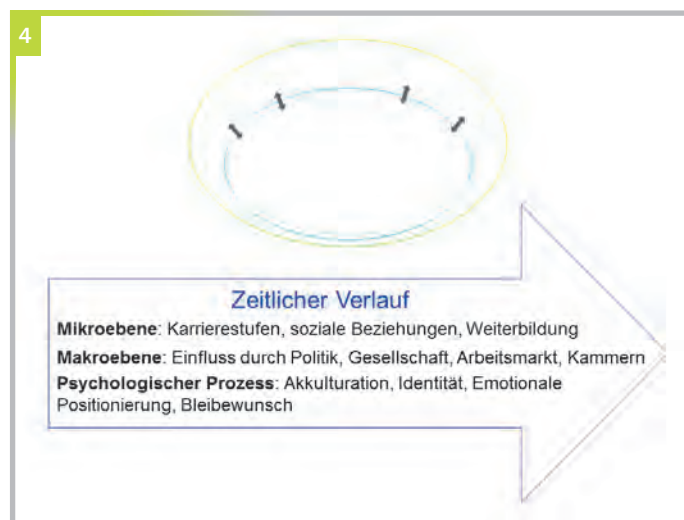 4
Zeitlicher Verlauf
Mikroebene: Karrierestufen, soziale Beziehungen, Weiterbildung
Makroebene: Einfluss durch Politik, Gesellschaft, Arbeitsmarkt, Kammern
Psychologischer Prozess: Akkulturation, Identität, Emotionale
Positionierung, Bleibewunsch